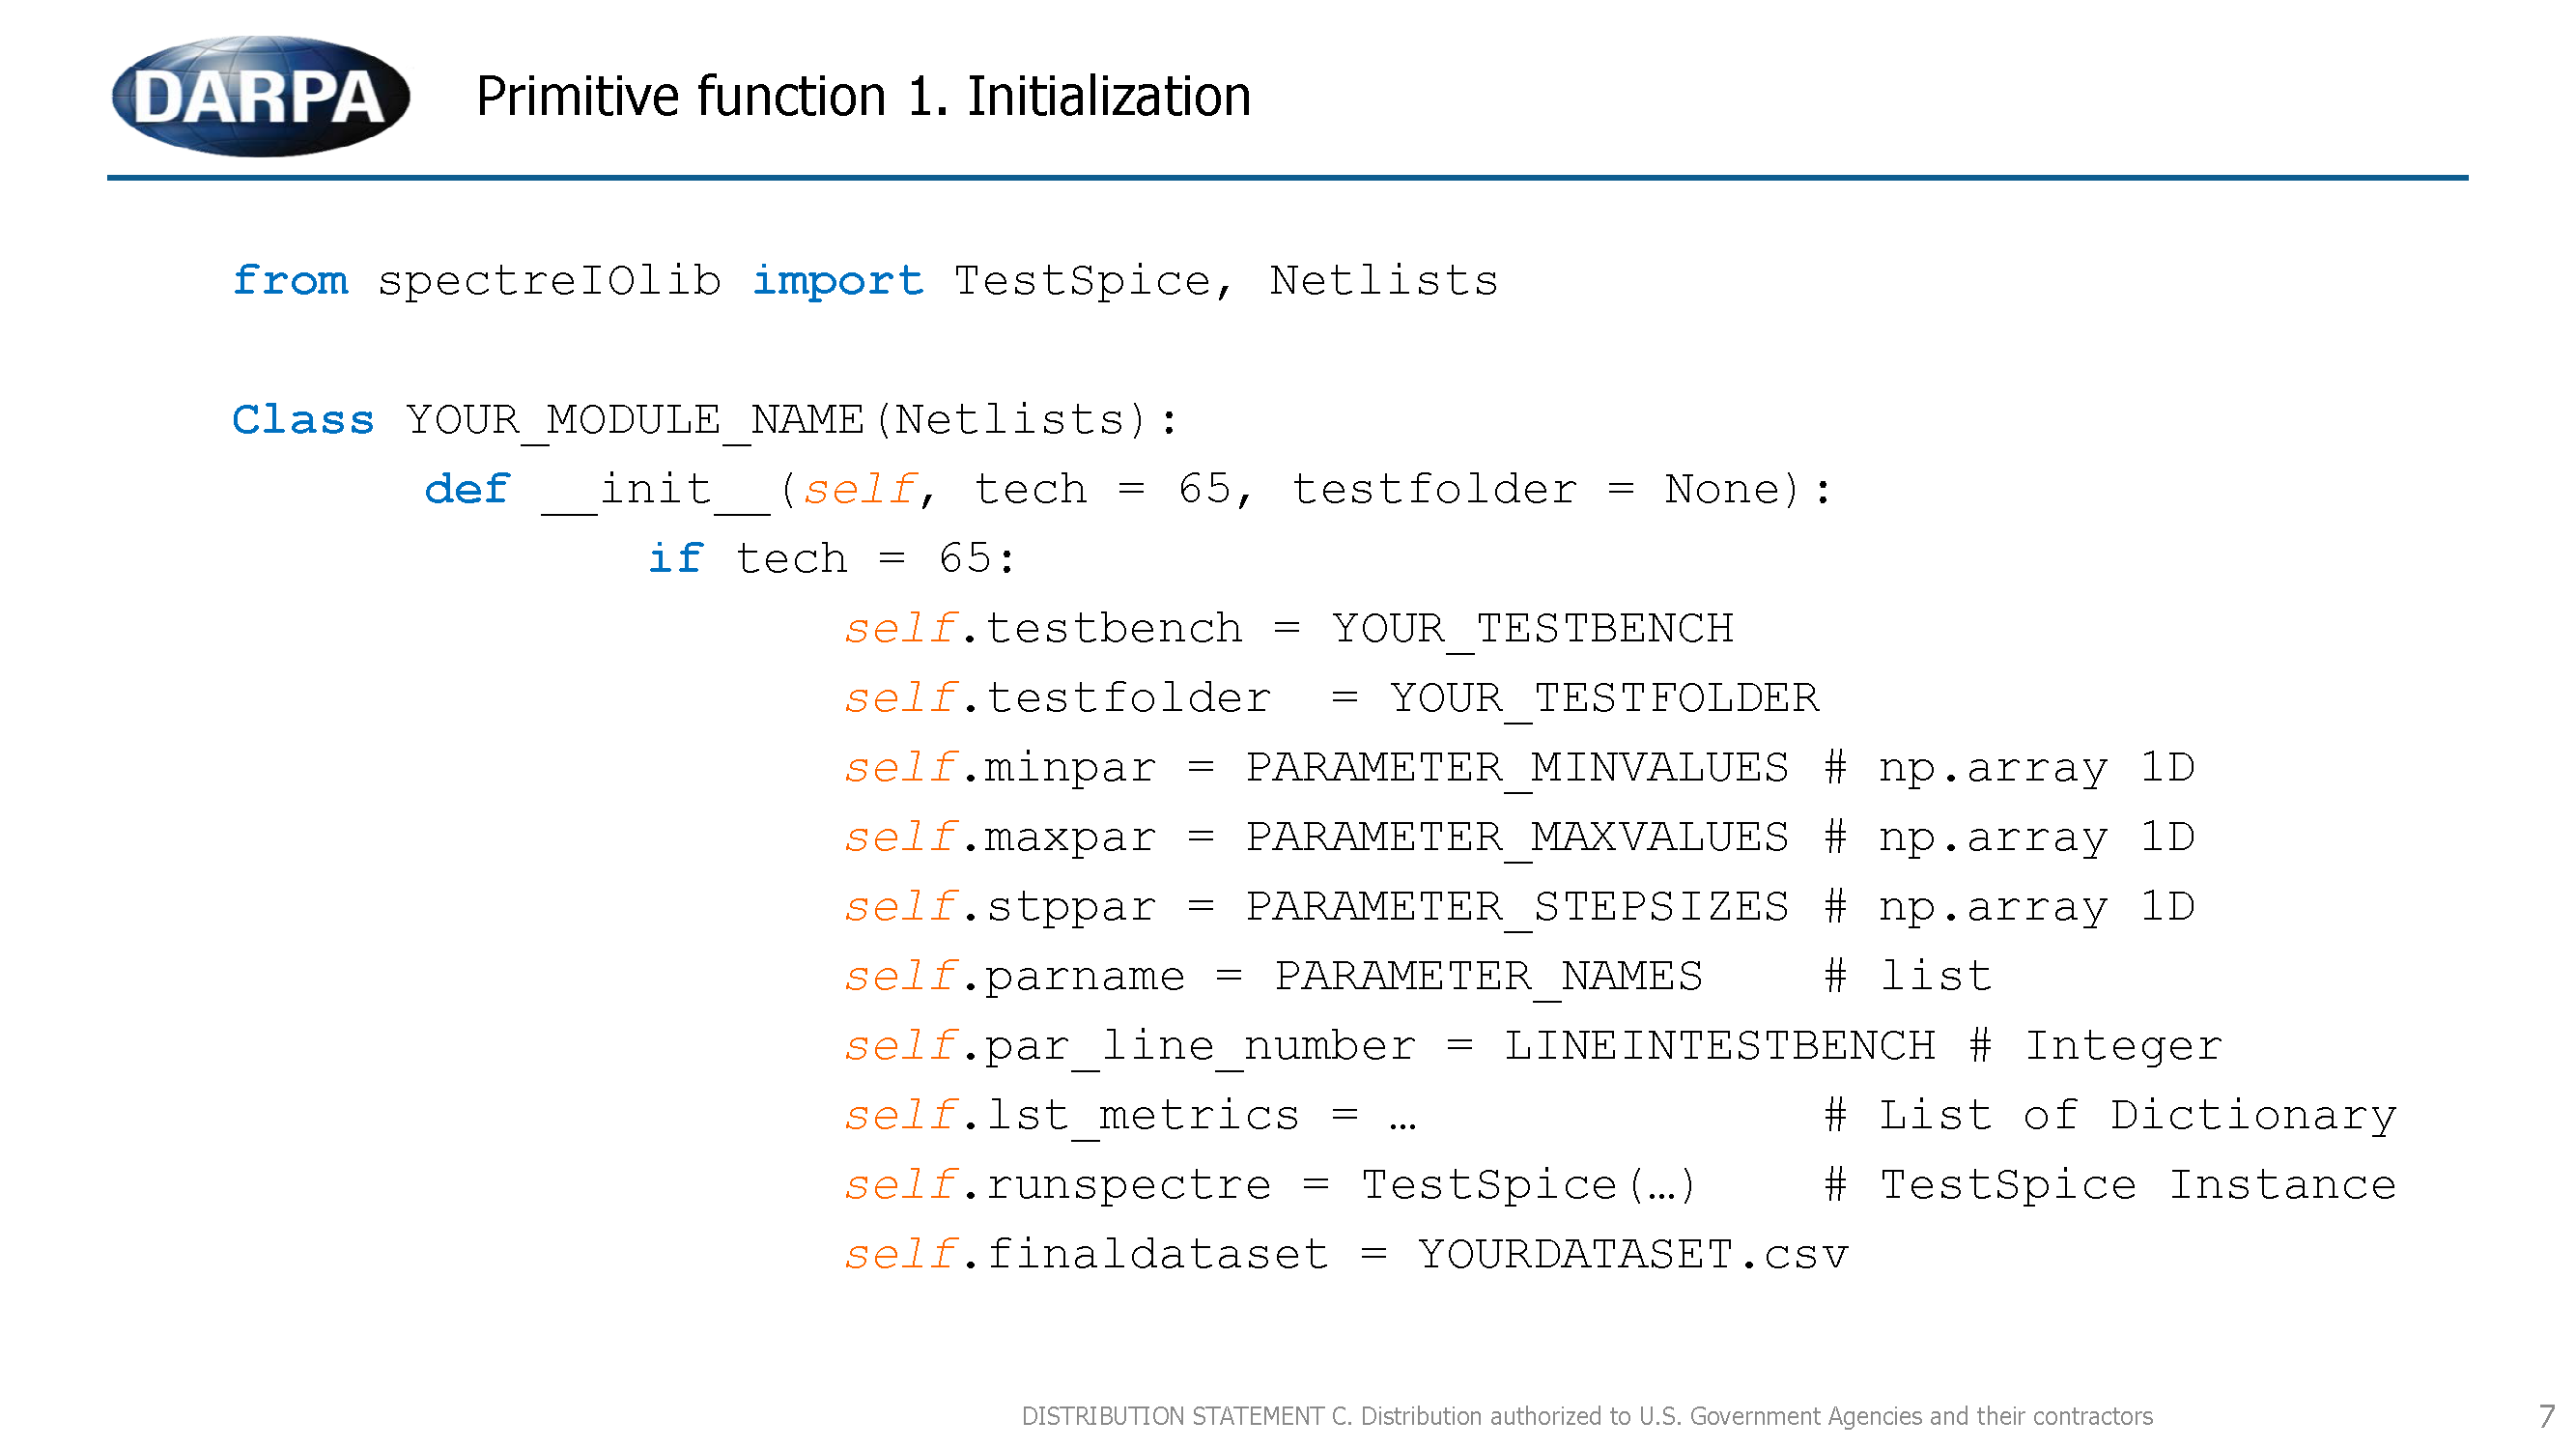 DARPA
Primitive function 1. Initialization
from spectreIOlib import TestSpice, Netlists
Class YOUR_MODULE_NAME(Netlists):
def __init__(self, tech = 65, testfolder = None):
if tech = 65:
self.testbench = YOUR_TESTBENCH
self.testfolder = YOUR_TESTFOLDER
self.minpar = PARAMETER_MINVALUES # np.array 1D
self.maxpar = PARAMETER_MAXVALUES # np.array 1D
self.stppar = PARAMETER_STEPSIZES # np.array 1D
self.parname = PARAMETER_NAMES # list
self.par_line_number = LINEINTESTBENCH # Integer
self.lst_metrics = … # List of Dictionary
self.runspectre = TestSpice(…) # TestSpice Instance
self.finaldataset = YOURDATASET.csv
DISTRIBUTION STATEMENT C. Distribution authorized to U.S. Government Agencies and their contractors
7